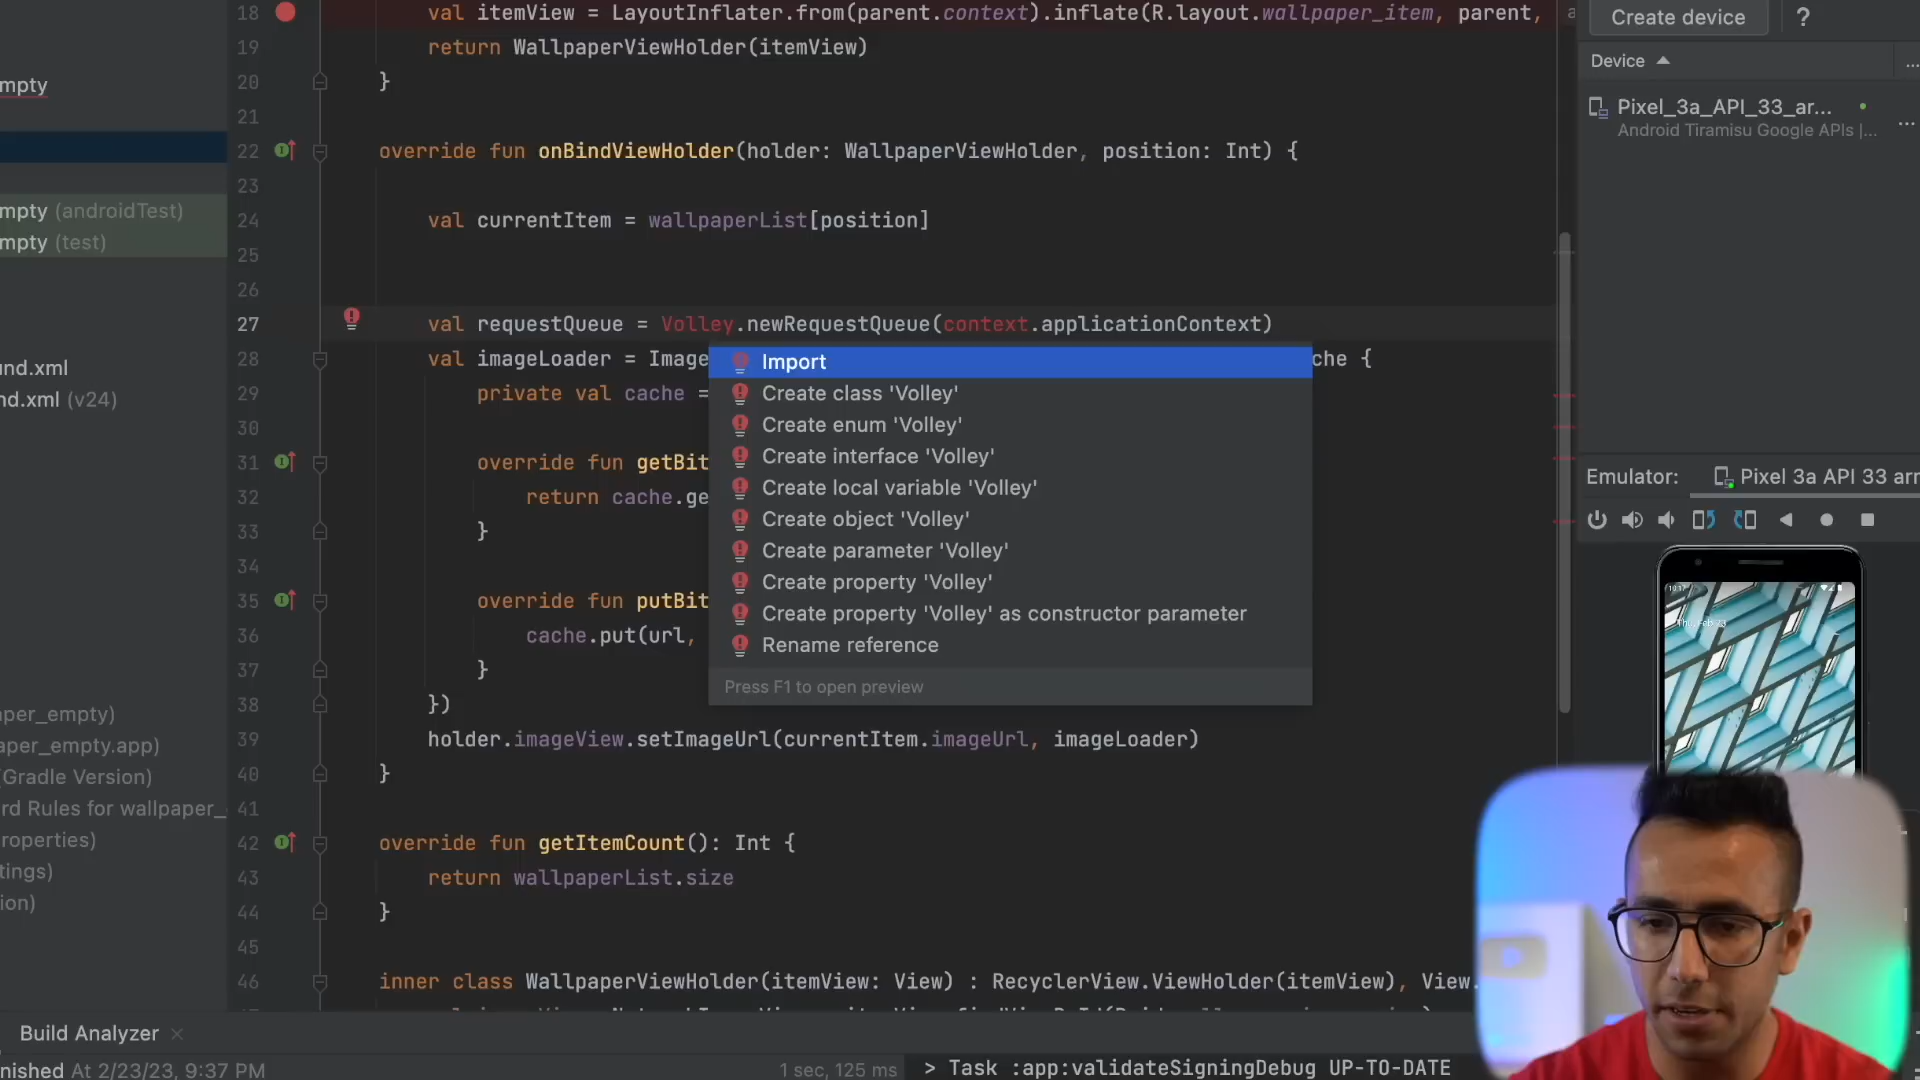 18 val itemView = LayoutInflater.from(parent.context).inflate(R.layout.wallpaper_item, parent, a
19 return WallpaperViewHolder(itemView)
20 }
21
22 override fun onBindViewHolder(holder: WallpaperViewHolder, position: Int) {
23
24 val currentItem = wallpaperList[position]
25
26
27 val requestQueue = Volley.newRequestQueue(context.applicationContext)
28 val imageLoader = Image che {
29 private val cache =
30
31 override fun getBit
32 return cache.ge
33 }
34
35 override fun putBit
36 cache.put(url,
37 }
38 })
39 holder.imageView.setImageUrl(currentItem.imageUrl, imageLoader)
40 }
41
42 override fun getItemCount(): Int {
43 return wallpaperList.size
44 }
45
46 inner class WallpaperViewHolder(itemView: View) : RecyclerView.ViewHolder(itemView), View.
Import
Create class 'Volley'
Create enum 'Volley'
Create interface 'Volley'
Create local variable 'Volley'
Create object 'Volley'
Create parameter 'Volley'
Create property 'Volley'
Create property 'Volley' as constructor parameter
Rename reference
Press F1 to open preview
mpty
mpty (androidTest)
mpty (test)
und.xml
nd.xml (v24)
aper_empty)
aper_empty.app)
(Gradle Version)
rd Rules for wallpaper_
roperties)
tings)
ion)
Create device ?
Device ...
Pixel_3a_API_33_ar...
Android Tiramisu Google APIs |... ...
Emulator: Pixel 3a API 33 arr
10:17
Thu, Feb 23
Build Analyzer ×
nished At 2/23/23, 9:37 PM 1 sec, 125 ms
> Task :app:validateSigningDebug UP-TO-DATE